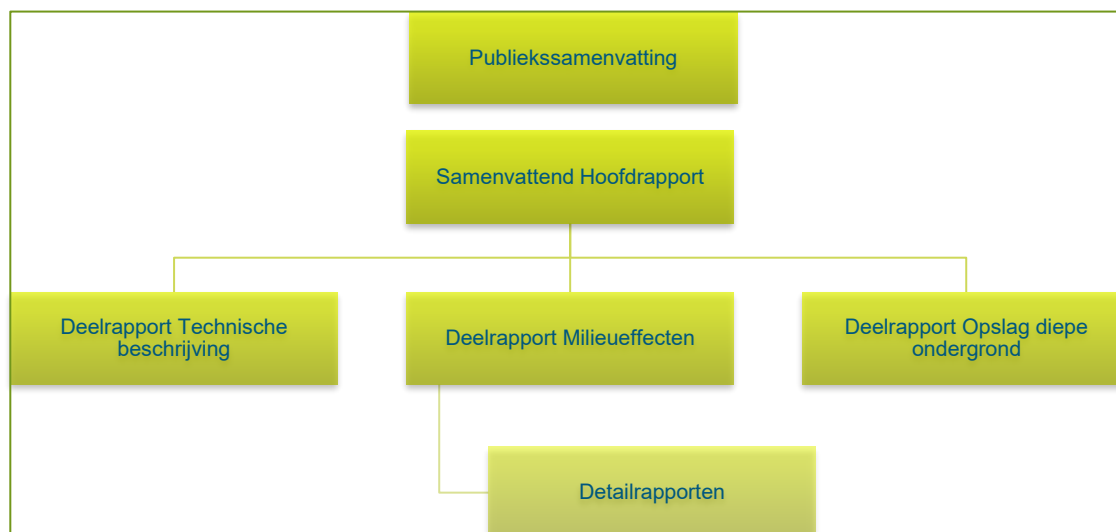 Publiekssamenvatting
Samenvattend Hoofdrapport
Deelrapport Technische
beschrijving
Deelrapport Milieueffecten
Deelrapport Opslag diepe
ondergrond
Detailrapporten